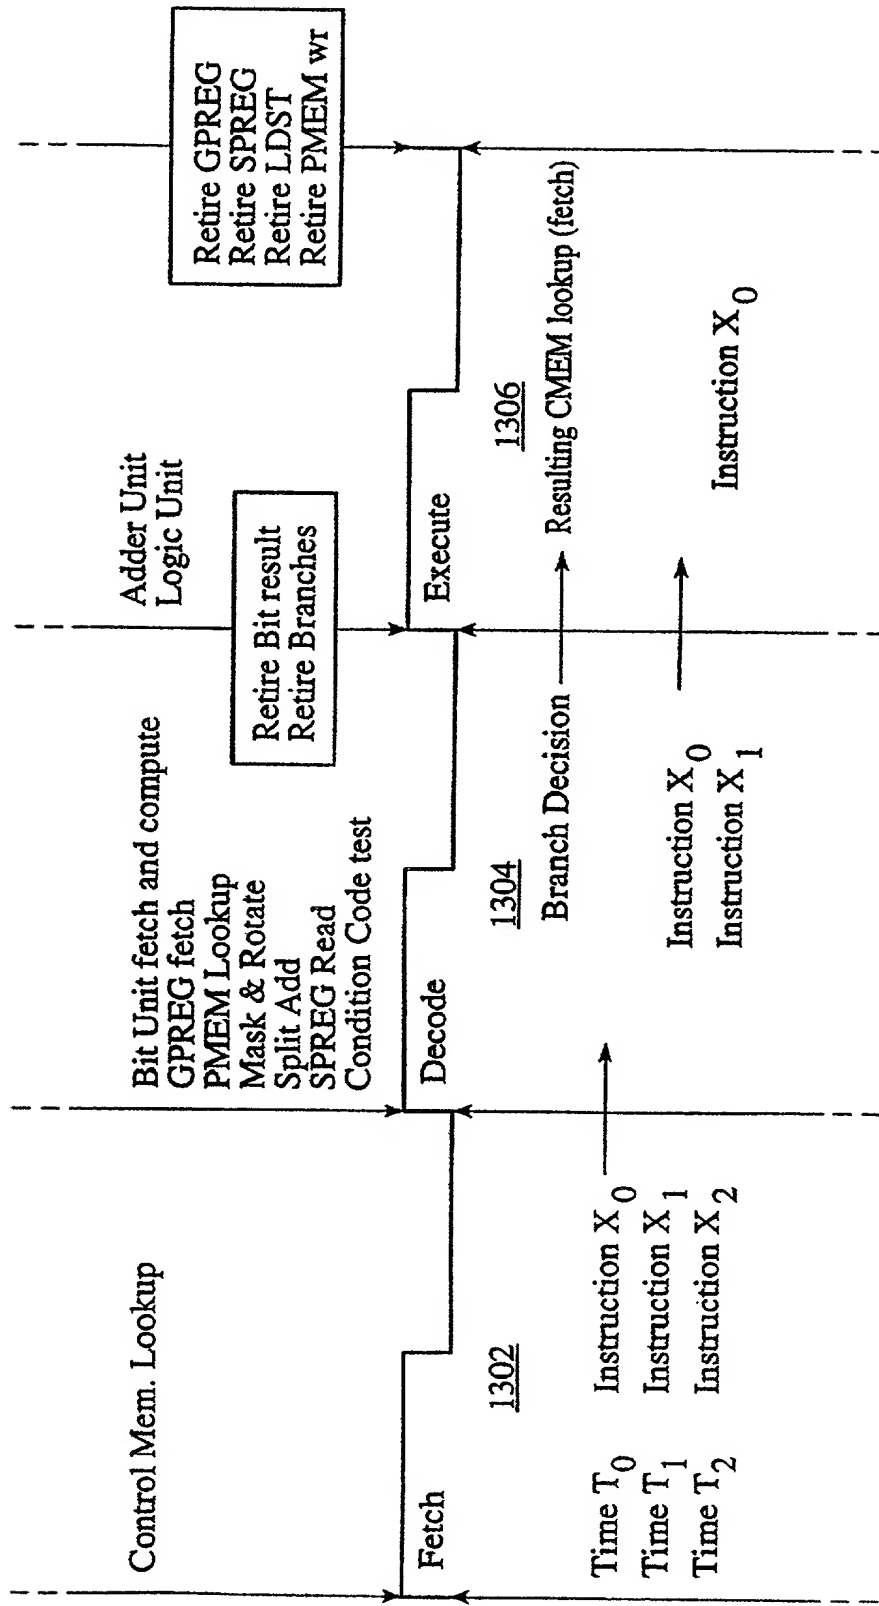 Control Mem. Lookup
Bit Unit fetch and compute
GPREG fetch
PMEM Lookup
Mask & Rotate
Split Add
SPREG Read
Condition Code test
Adder Unit
Logic Unit
Retire Bit result
Retire Branches
Retire GPREG
Retire SPREG
Retire LDST
Retire PMEM wr
Fetch
Decode
Execute
1302
1304
1306
Branch Decision
Resulting CMEM lookup (fetch)
Time T0 Instruction X0
Time T1 Instruction X1
Time T2 Instruction X2
Instruction X0
Instruction X1
Instruction X0